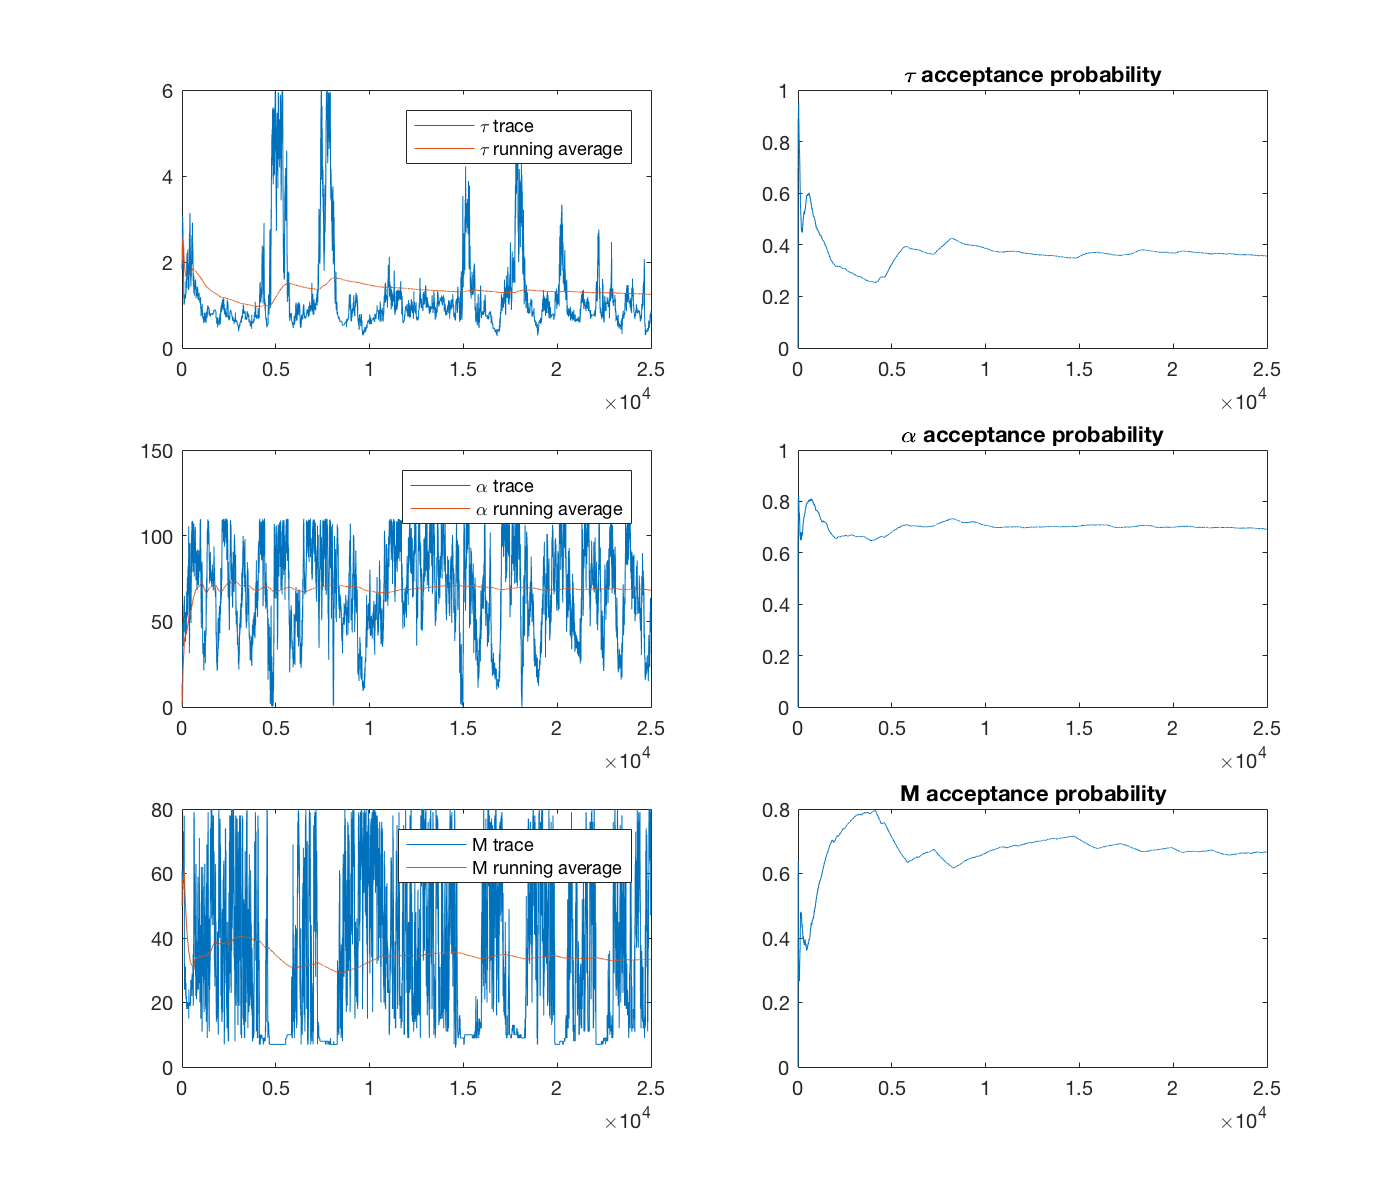 τ trace
τ running average
6
4
2
0
0 0.5 1 1.5 2 2.5
×10^4
τ acceptance probability
1
0.8
0.6
0.4
0.2
0
0 0.5 1 1.5 2 2.5
×10^4
α trace
α running average
150
100
50
0
0 0.5 1 1.5 2 2.5
×10^4
α acceptance probability
1
0.8
0.6
0.4
0.2
0
0 0.5 1 1.5 2 2.5
×10^4
M trace
M running average
80
60
40
20
0
0 0.5 1 1.5 2 2.5
×10^4
M acceptance probability
0.8
0.6
0.4
0.2
0
0 0.5 1 1.5 2 2.5
×10^4